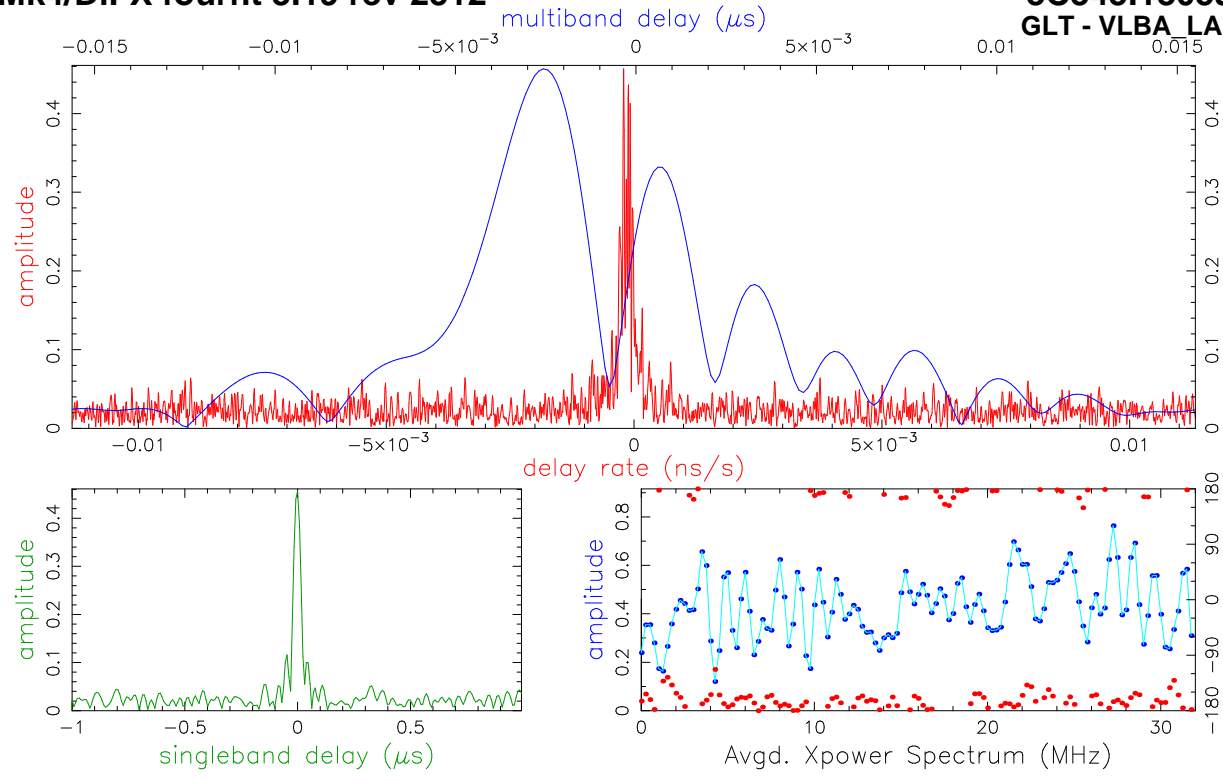 multiband delay (μs)
GLT - VLBA_LA
−0.015 −0.01 −5×10⁻³ 0 5×10⁻³ 0.01 0.015
amplitude
0 0.1 0.2 0.3 0.4
0 0.1 0.2 0.3 0.4
−0.01 −5×10⁻³ 0 5×10⁻³ 0.01
delay rate (ns/s)
amplitude
0 0.1 0.2 0.3 0.4
−1 −0.5 0 0.5
singleband delay (μs)
amplitude
0 0.2 0.4 0.6 0.8
−180 −90 0 90 180
0 10 20 30
Avgd. Xpower Spectrum (MHz)